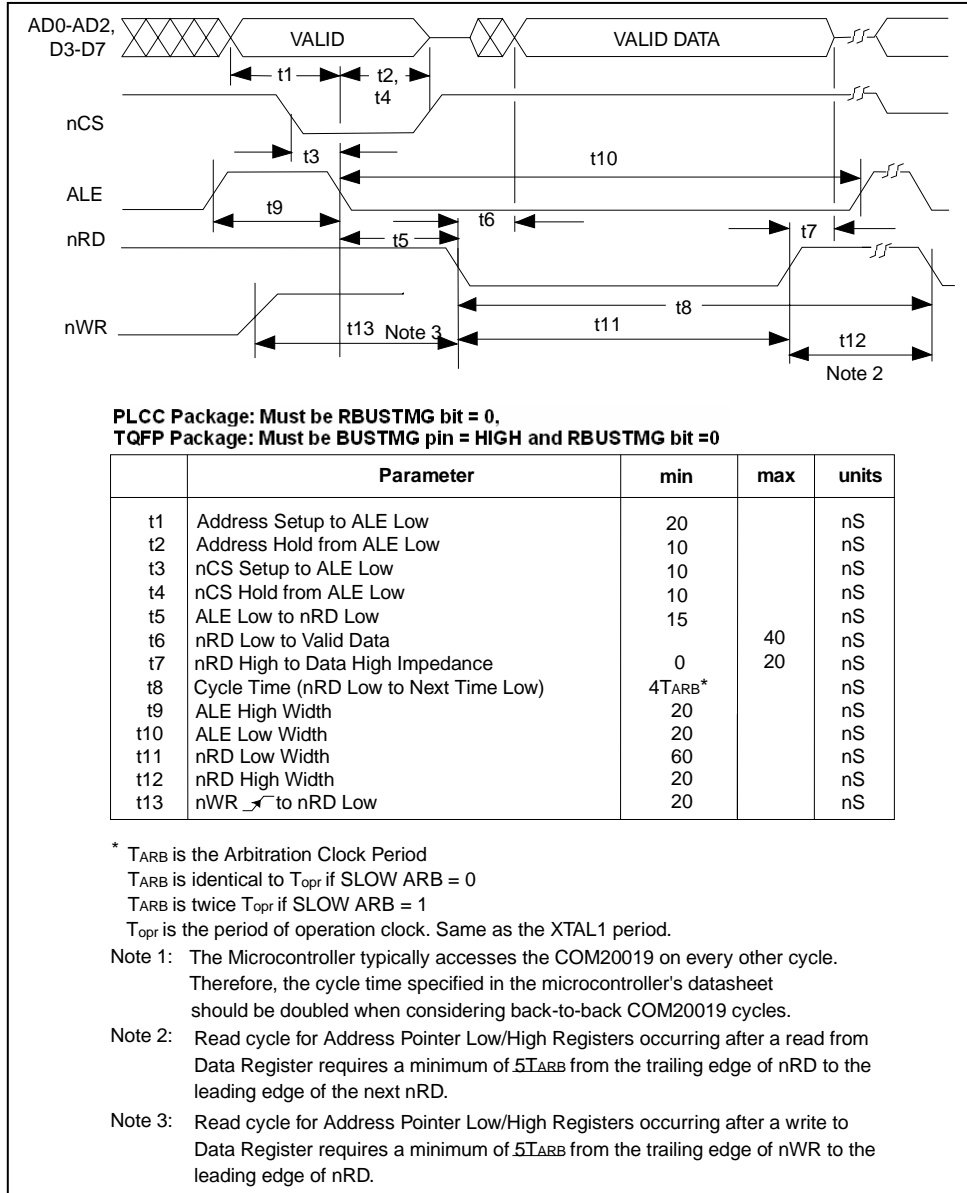 AD0-AD2,
D3-D7
VALID
VALID DATA
t1
t2,
t4
nCS
t3
t10
ALE
t9
t6
nRD
t5
t7
t8
nWR
t13 Note 3
t11
t12
Note 2
PLCC Package: Must be RBUSTMG bit = 0,
TQFP Package: Must be BUSTMG pin = HIGH and RBUSTMG bit =0
Parameter min max units
t1 Address Setup to ALE Low 20 nS
t2 Address Hold from ALE Low 10 nS
t3 nCS Setup to ALE Low 10 nS
t4 nCS Hold from ALE Low 10 nS
t5 ALE Low to nRD Low 15 nS
t6 nRD Low to Valid Data 40 nS
t7 nRD High to Data High Impedance 0 20 nS
t8 Cycle Time (nRD Low to Next Time Low) 4TARB* nS
t9 ALE High Width 20 nS
t10 ALE Low Width 20 nS
t11 nRD Low Width 60 nS
t12 nRD High Width 20 nS
t13 nWR to nRD Low 20 nS
* TARB is the Arbitration Clock Period
TARB is identical to Topr if SLOW ARB = 0
TARB is twice Topr if SLOW ARB = 1
Topr is the period of operation clock. Same as the XTAL1 period.
Note 1: The Microcontroller typically accesses the COM20019 on every other cycle.
Therefore, the cycle time specified in the microcontroller's datasheet
should be doubled when considering back-to-back COM20019 cycles.
Note 2: Read cycle for Address Pointer Low/High Registers occurring after a read from
Data Register requires a minimum of 5TARB from the trailing edge of nRD to the
leading edge of the next nRD.
Note 3: Read cycle for Address Pointer Low/High Registers occurring after a write to
Data Register requires a minimum of 5TARB from the trailing edge of nWR to the
leading edge of nRD.